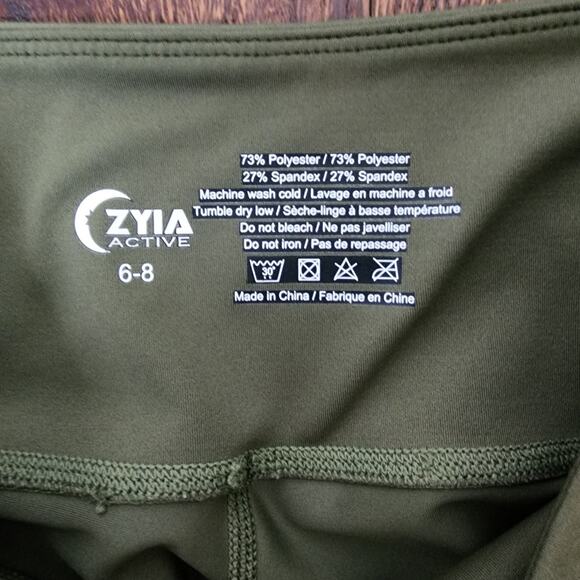 ZYIA
ACTIVE
6-8
73% Polyester / 73% Polyester
27% Spandex / 27% Spandex
Machine wash cold / Lavage en machine a froid
Tumble dry low / Sèche-linge à basse température
Do not bleach / Ne pas javelliser
Do not iron / Pas de repassage
30°
Made in China / Fabrique en Chine